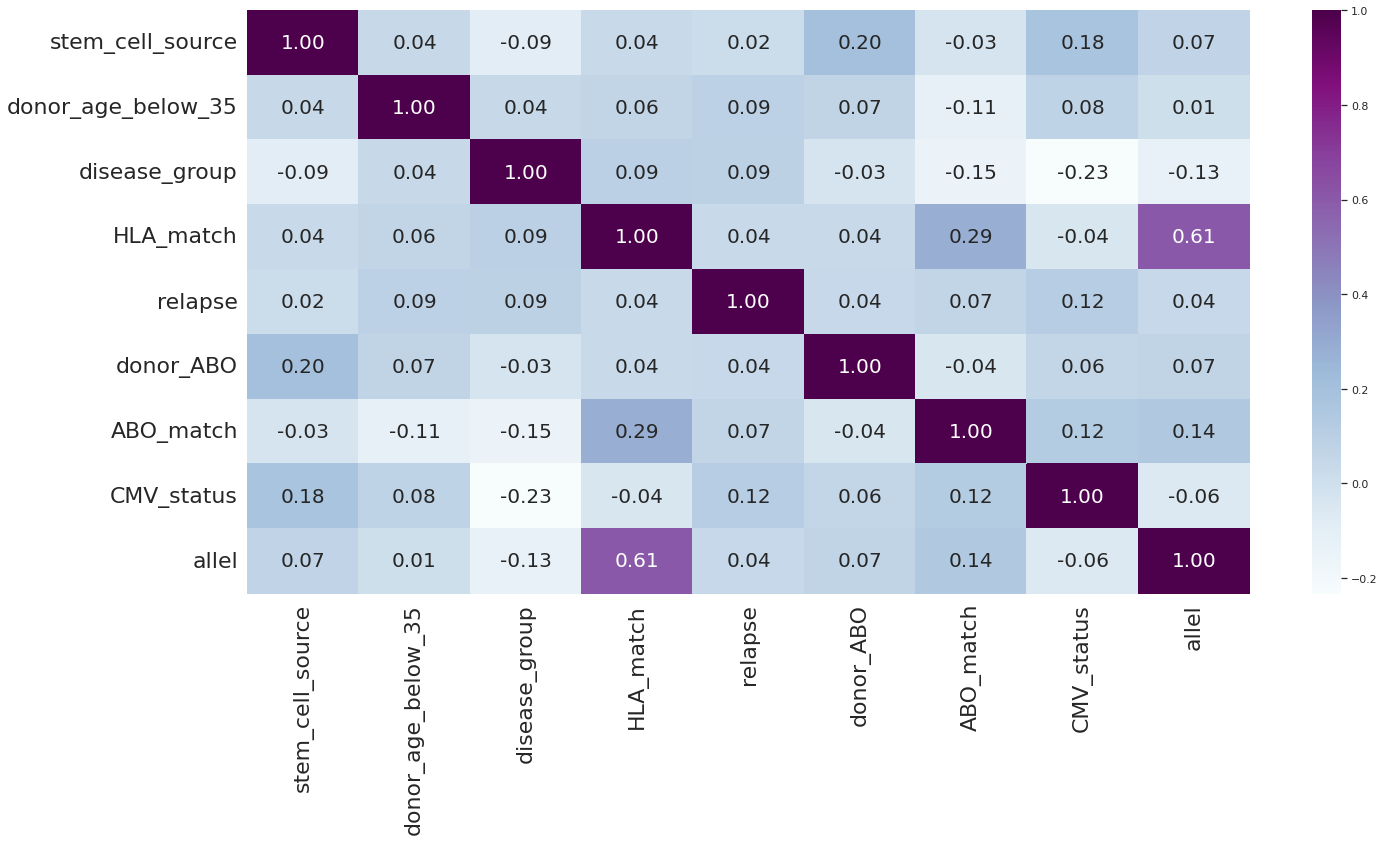 stem_cell_source 1.00 0.04 -0.09 0.04 0.02 0.20 -0.03 0.18 0.07
donor_age_below_35 0.04 1.00 0.04 0.06 0.09 0.07 -0.11 0.08 0.01
disease_group -0.09 0.04 1.00 0.09 0.09 -0.03 -0.15 -0.23 -0.13
HLA_match 0.04 0.06 0.09 1.00 0.04 0.04 0.29 -0.04 0.61
relapse 0.02 0.09 0.09 0.04 1.00 0.04 0.07 0.12 0.04
donor_ABO 0.20 0.07 -0.03 0.04 0.04 1.00 -0.04 0.06 0.07
ABO_match -0.03 -0.11 -0.15 0.29 0.07 -0.04 1.00 0.12 0.14
CMV_status 0.18 0.08 -0.23 -0.04 0.12 0.06 0.12 1.00 -0.06
allel 0.07 0.01 -0.13 0.61 0.04 0.07 0.14 -0.06 1.00
stem_cell_source
donor_age_below_35
disease_group
HLA_match
relapse
donor_ABO
ABO_match
CMV_status
allel
1.0
0.8
0.6
0.4
0.2
0.0
−0.2